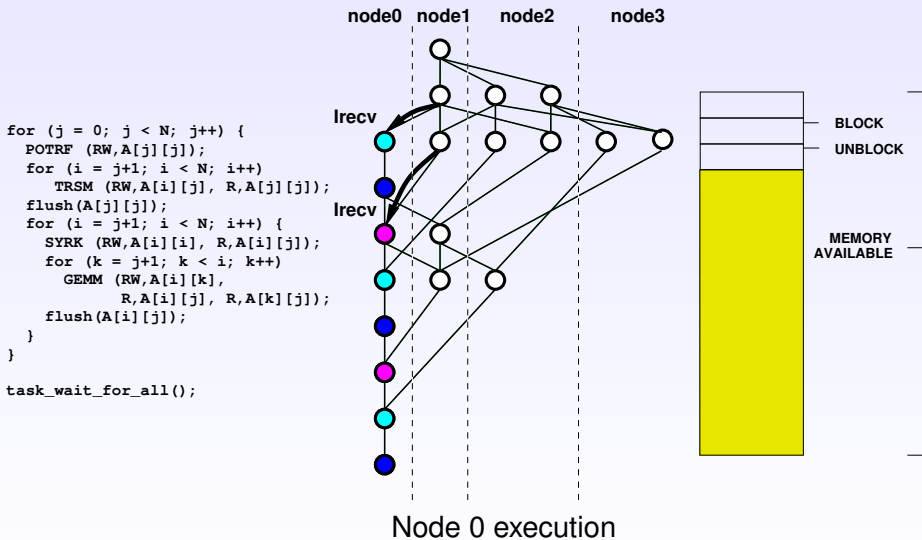 node0 node1 node2 node3
Irecv
for (j = 0; j < N; j++) {
  POTRF (RW,A[j][j]);
  for (i = j+1; i < N; i++)
     TRSM (RW,A[i][j], R,A[j][j]);
  flush(A[j][j]);
  for (i = j+1; i < N; i++) {
    SYRK (RW,A[i][i], R,A[i][j]);
    for (k = j+1; k < i; k++)
      GEMM (RW,A[i][k],
            R,A[i][j], R,A[k][j]);
    flush(A[i][j]);
  }
}
task_wait_for_all();
Irecv
BLOCK
UNBLOCK
MEMORY
AVAILABLE
Node 0 execution